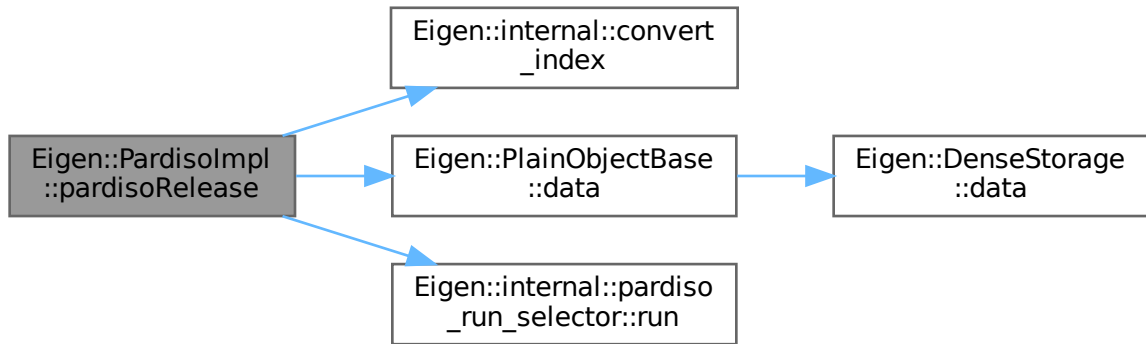 Eigen::internal::convert
_index
Eigen::PardisoImpl
::pardisoRelease
Eigen::PlainObjectBase
::data
Eigen::DenseStorage
::data
Eigen::internal::pardiso
_run_selector::run